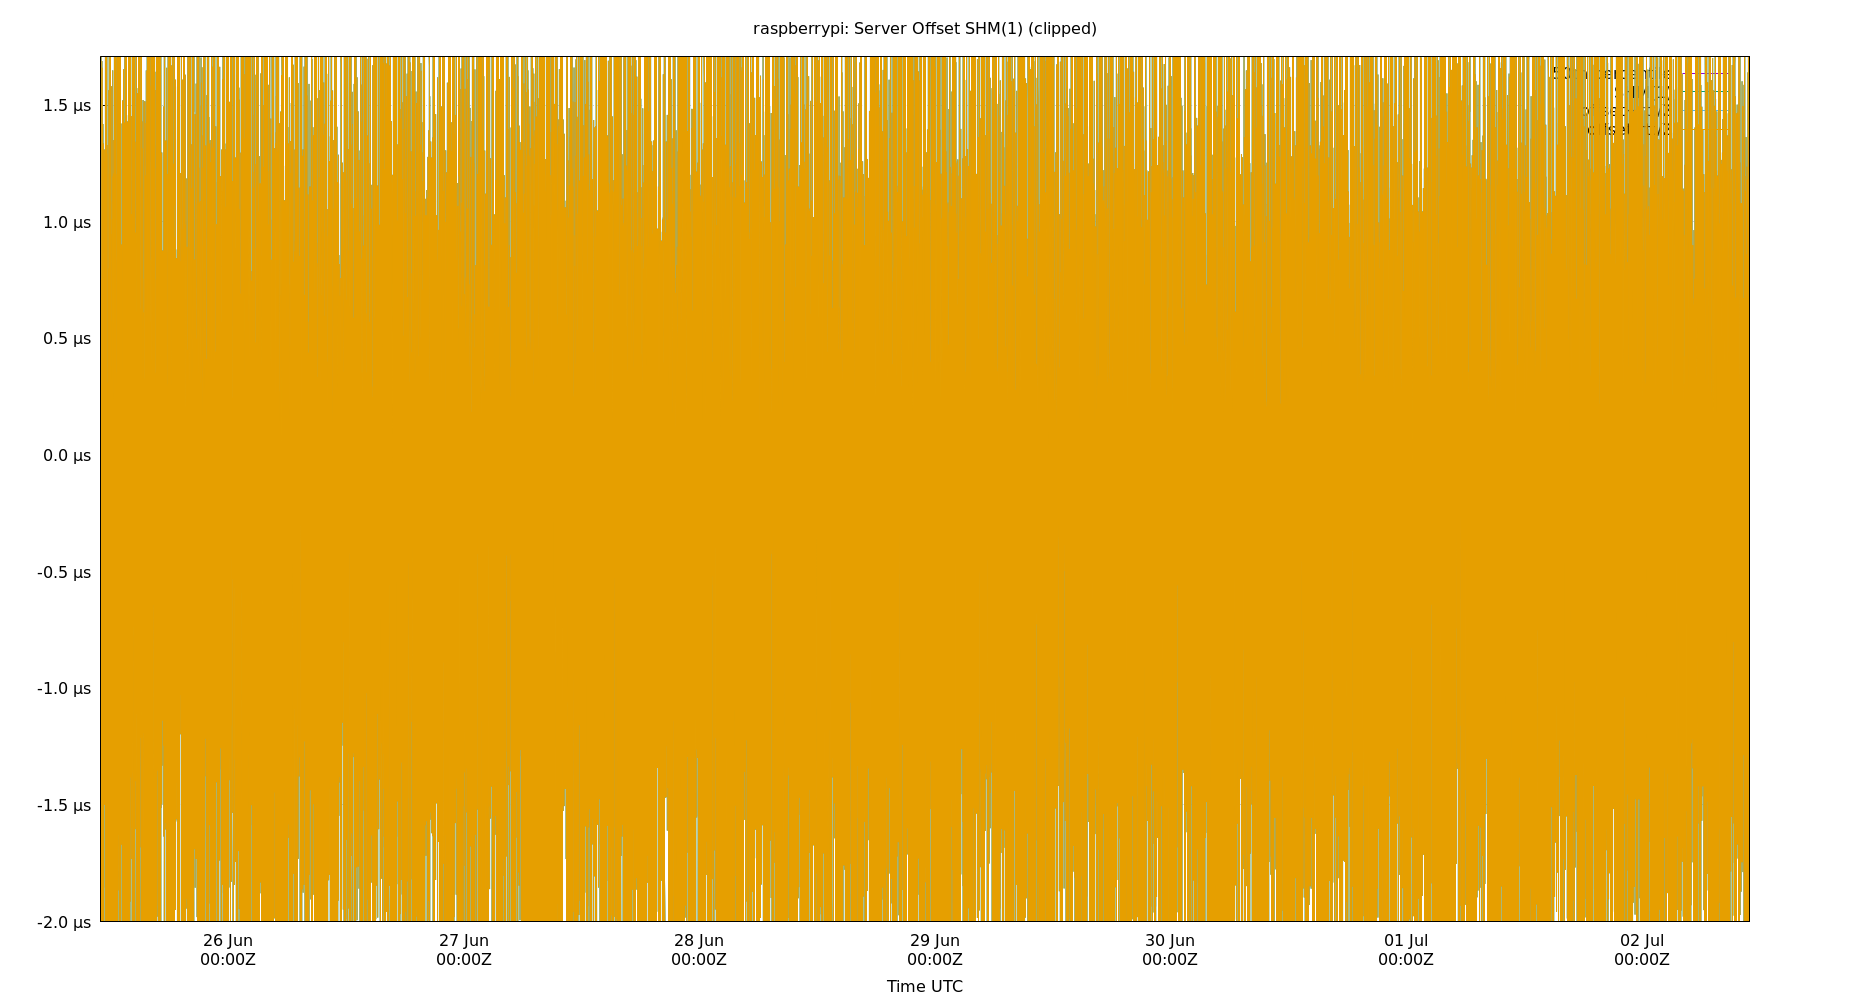 raspberrypi: Server Offset SHM(1) (clipped)
1.5 µs
1.0 µs
0.5 µs
0.0 µs
-0.5 µs
-1.0 µs
-1.5 µs
-2.0 µs
26 Jun 27 Jun 28 Jun 29 Jun 30 Jun 01 Jul 02 Jul
00:00Z 00:00Z 00:00Z 00:00Z 00:00Z 00:00Z 00:00Z
Time UTC